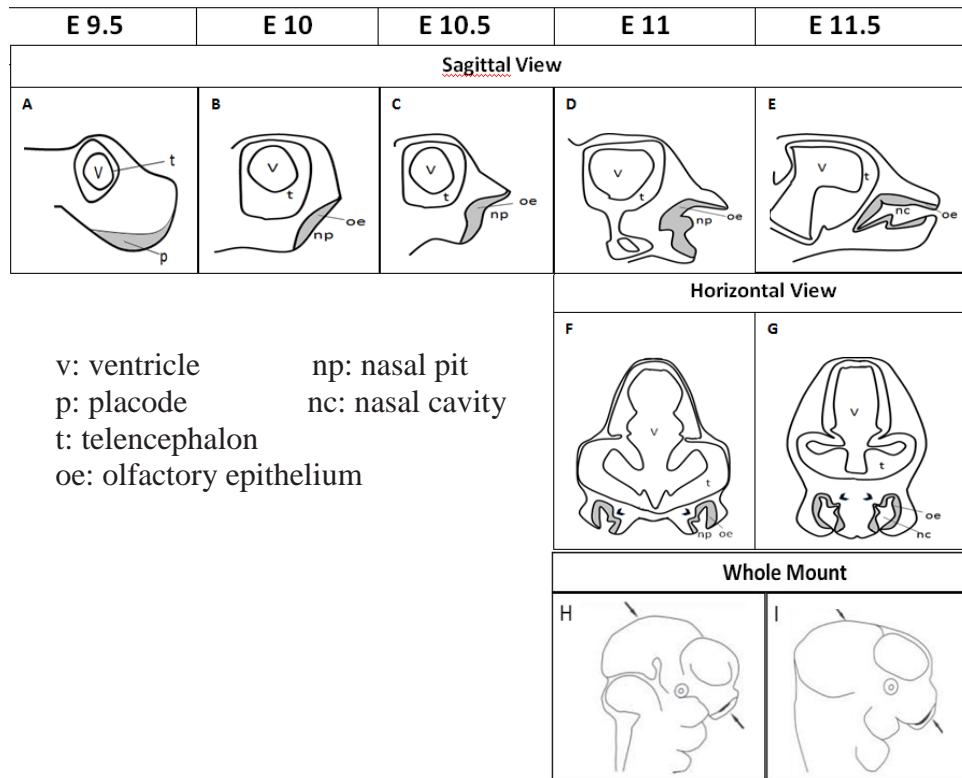 E 9.5 E 10 E 10.5 E 11 E 11.5
Sagittal View
A B C D E
V t p
v t oe np
v t oe np
v t oe np
v t nc oe
Horizontal View
F G
v t np oe
v t oe nc
v: ventricle np: nasal pit
p: placode nc: nasal cavity
t: telencephalon
oe: olfactory epithelium
Whole Mount
H I